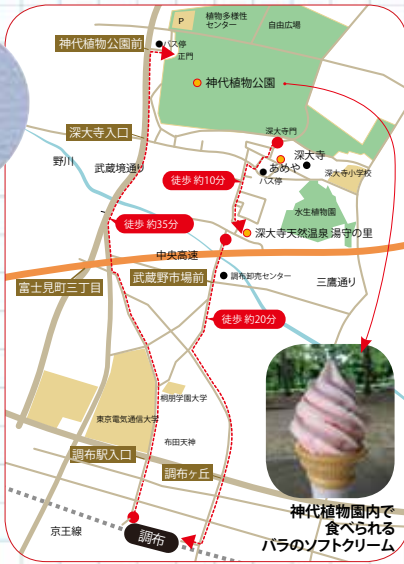 P
植物多様性
センター
自由広場
神代植物公園前
バス停
正門
神代植物公園
深大寺入口
深大寺門
野川
武蔵境通り
深大寺
あめや
バス停
深大寺小学校
徒歩 約10分
水生植物園
徒歩 約35分
深大寺天然温泉 湯守の里
中央高速
武蔵野市場前
調布卸売センター
三鷹通り
富士見町三丁目
徒歩 約20分
桐朋学園大学
東京電気通信大学
布田天神
調布駅入口
調布ヶ丘
京王線
調布
神代植物園内で
食べられる
バラのソフトクリーム